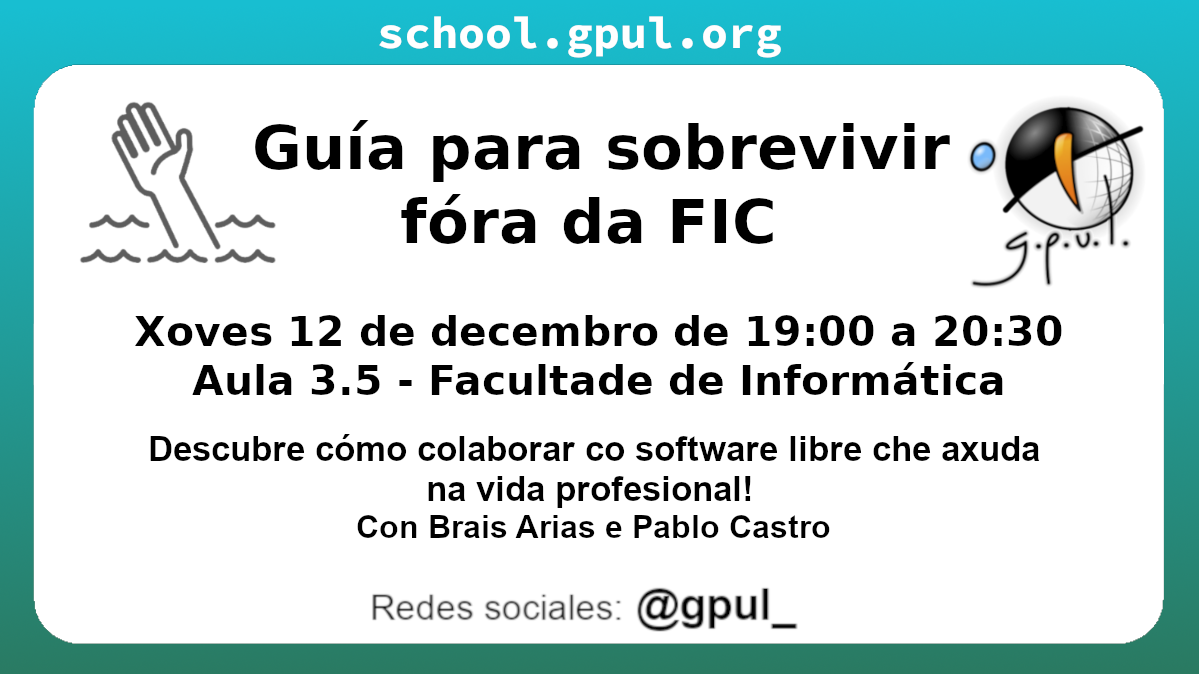 school.gpul.org
Guía para sobrevivir
fóra da FIC
g.p.u.l.
Xoves 12 de decembro de 19:00 a 20:30
Aula 3.5 - Facultade de Informática
Descubre cómo colaborar co software libre che axuda
na vida profesional!
Con Brais Arias e Pablo Castro
Redes sociales: @gpul_